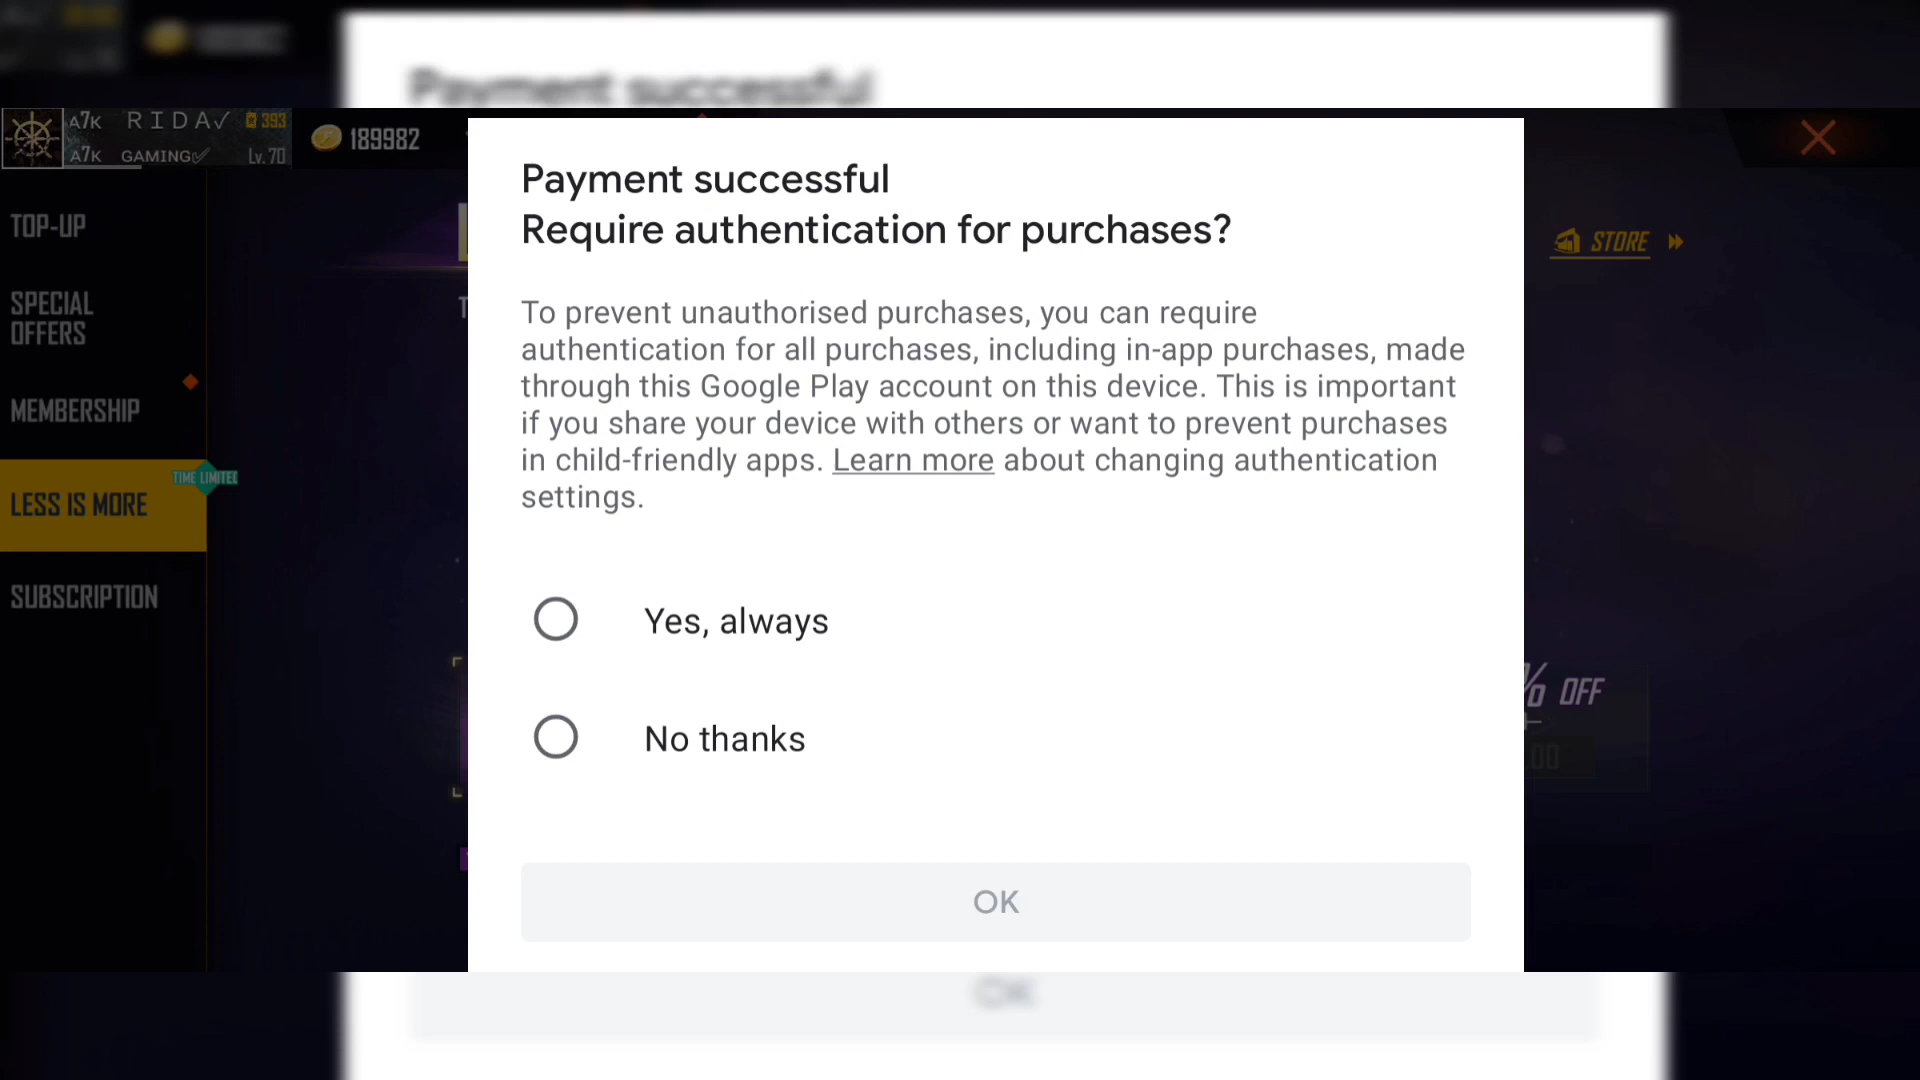 Payment successful
A7K R I D A✓ 393
A7K GAMING✓ Lv. 70
189982
Payment successful
Require authentication for purchases?
TOP-UP
STORE
SPECIAL
OFFERS
To prevent unauthorised purchases, you can require
authentication for all purchases, including in-app purchases, made
through this Google Play account on this device. This is important
if you share your device with others or want to prevent purchases
in child-friendly apps. Learn more about changing authentication
settings.
MEMBERSHIP
TIME LIMITED
LESS IS MORE
SUBSCRIPTION
Yes, always
% OFF
No thanks
00
OK
OK